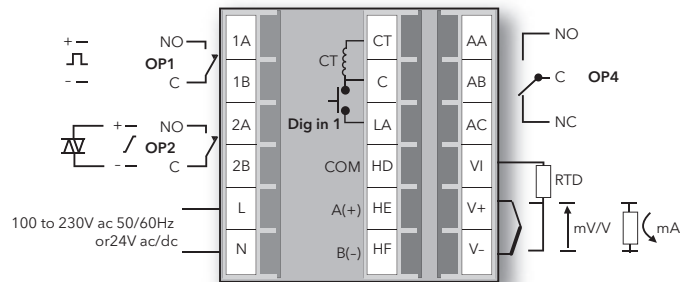 + –
NO
OP1
– –
C
1A
1B
2A
2B
L
N
+ –
NO
OP2
– –
C
100 to 230V ac 50/60Hz
or24V ac/dc
CT
Dig in 1
COM
A(+)
B(–)
CT
C
LA
HD
HE
HF
AA
AB
AC
VI
V+
V–
NO
C OP4
NC
RTD
mV/V
mA